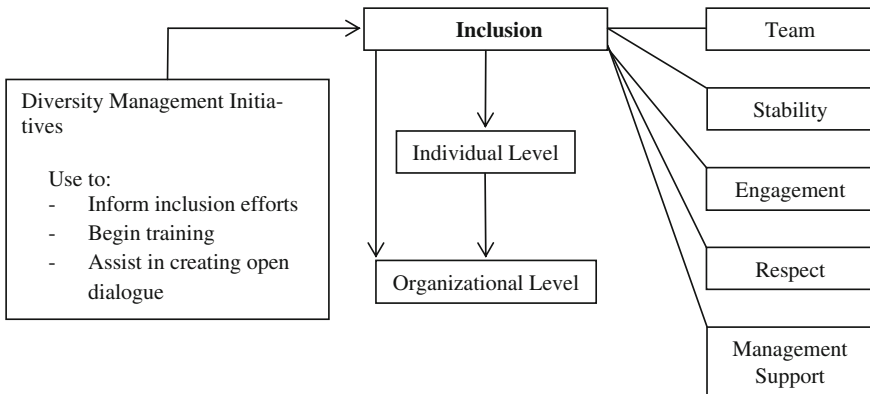 Inclusion
Team
Diversity Management Initia-
tives
Use to:
- Inform inclusion efforts
- Begin training
- Assist in creating open
dialogue
Individual Level
Organizational Level
Stability
Engagement
Respect
Management
Support